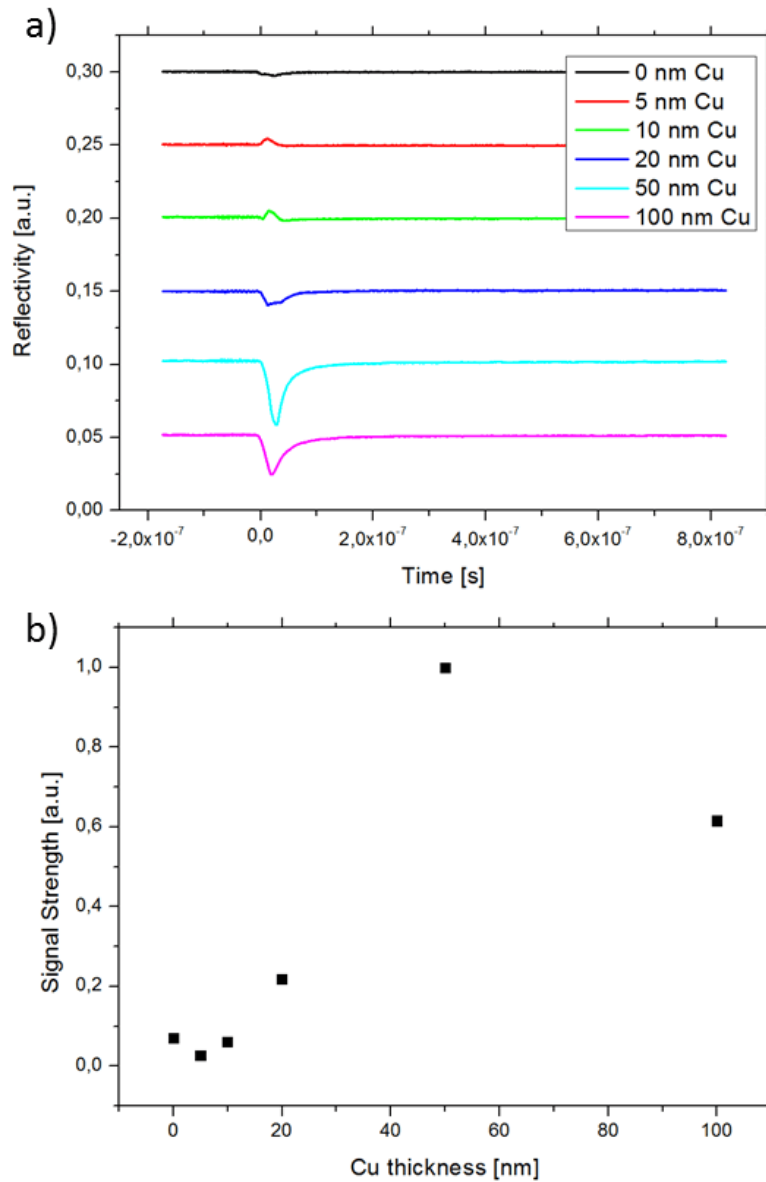 a)
0,30
0,25
0,20
0,15
0,10
0,05
0,00
Reflectivity [a.u.]
0 nm Cu
5 nm Cu
10 nm Cu
20 nm Cu
50 nm Cu
100 nm Cu
-2,0x10⁻⁷ 0,0 2,0x10⁻⁷ 4,0x10⁻⁷ 6,0x10⁻⁷ 8,0x10⁻⁷
Time [s]
b)
1,0
0,8
0,6
0,4
0,2
0,0
Signal Strength [a.u.]
0 20 40 60 80 100
Cu thickness [nm]